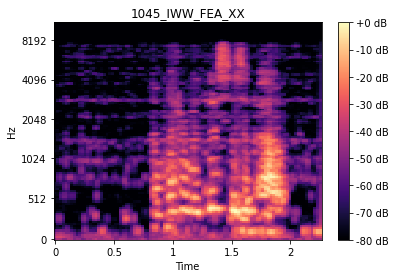 1045_IWW_FEA_XX
+0 dB
8192
-10 dB
-20 dB
4096
-30 dB
2048
-40 dB
Hz
1024
-50 dB
512
-60 dB
-70 dB
0
-80 dB
0
0.5
1
1.5
2
Time